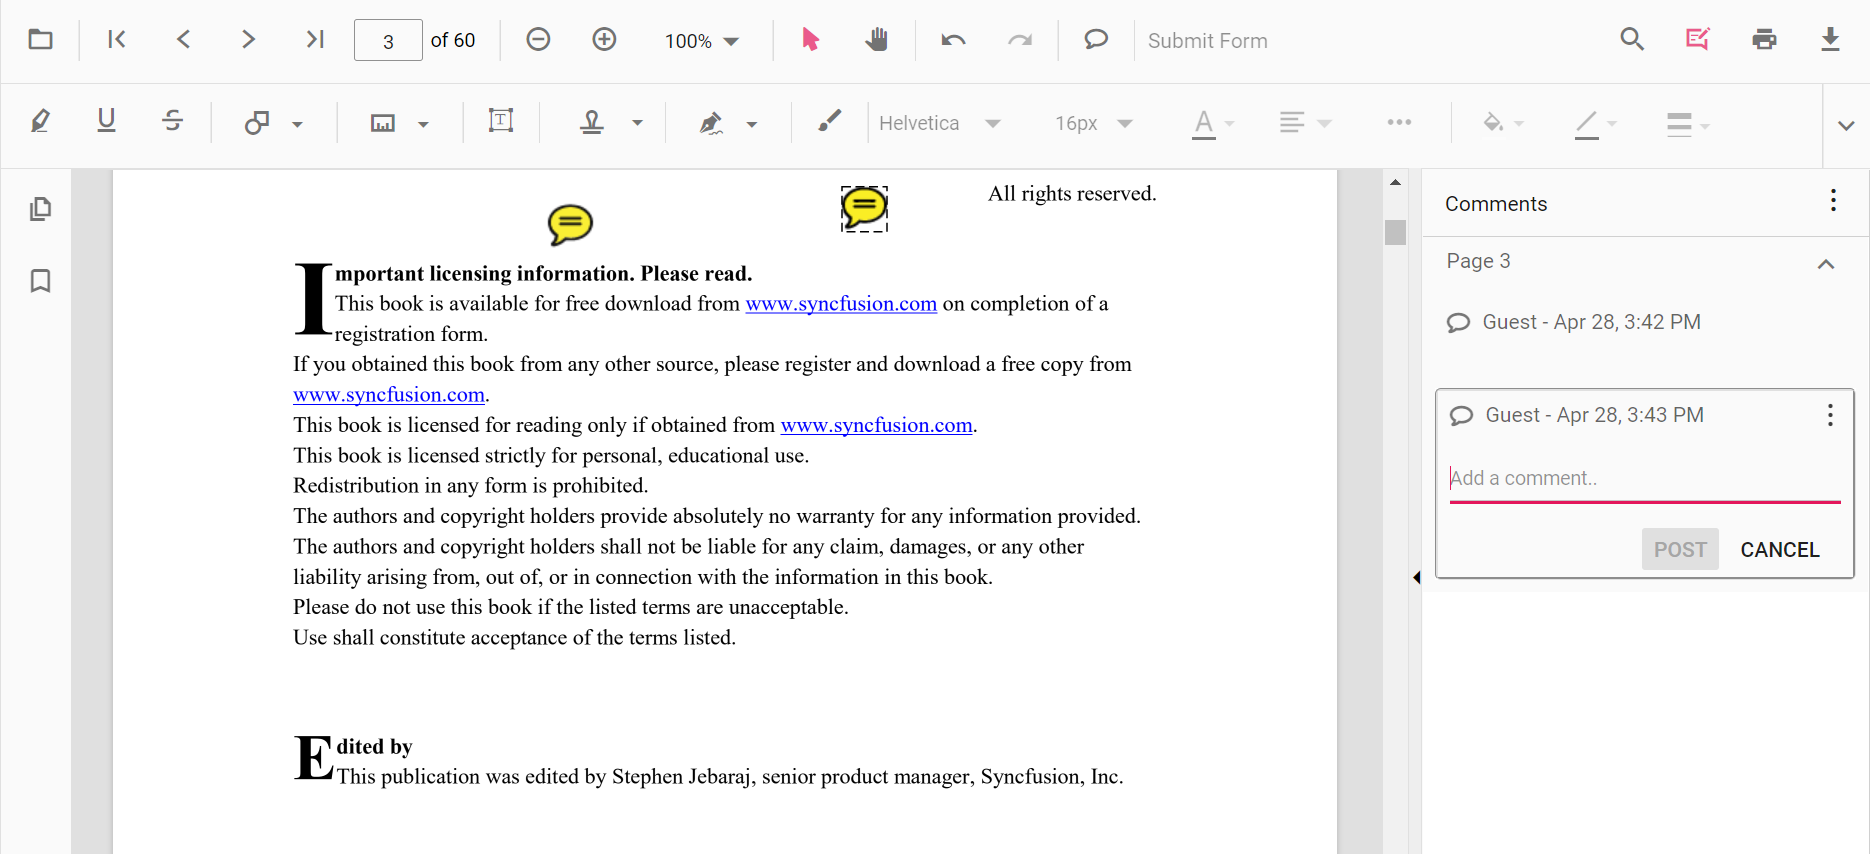 3 of 60 100% Submit Form
Helvetica 16px
All rights reserved.
Important licensing information. Please read.
This book is available for free download from www.syncfusion.com on completion of a
registration form.
If you obtained this book from any other source, please register and download a free copy from
www.syncfusion.com.
This book is licensed for reading only if obtained from www.syncfusion.com.
This book is licensed strictly for personal, educational use.
Redistribution in any form is prohibited.
The authors and copyright holders provide absolutely no warranty for any information provided.
The authors and copyright holders shall not be liable for any claim, damages, or any other
liability arising from, out of, or in connection with the information in this book.
Please do not use this book if the listed terms are unacceptable.
Use shall constitute acceptance of the terms listed.
Edited by
This publication was edited by Stephen Jebaraj, senior product manager, Syncfusion, Inc.
Comments
Page 3
Guest - Apr 28, 3:42 PM
Guest - Apr 28, 3:43 PM
Add a comment..
POST CANCEL